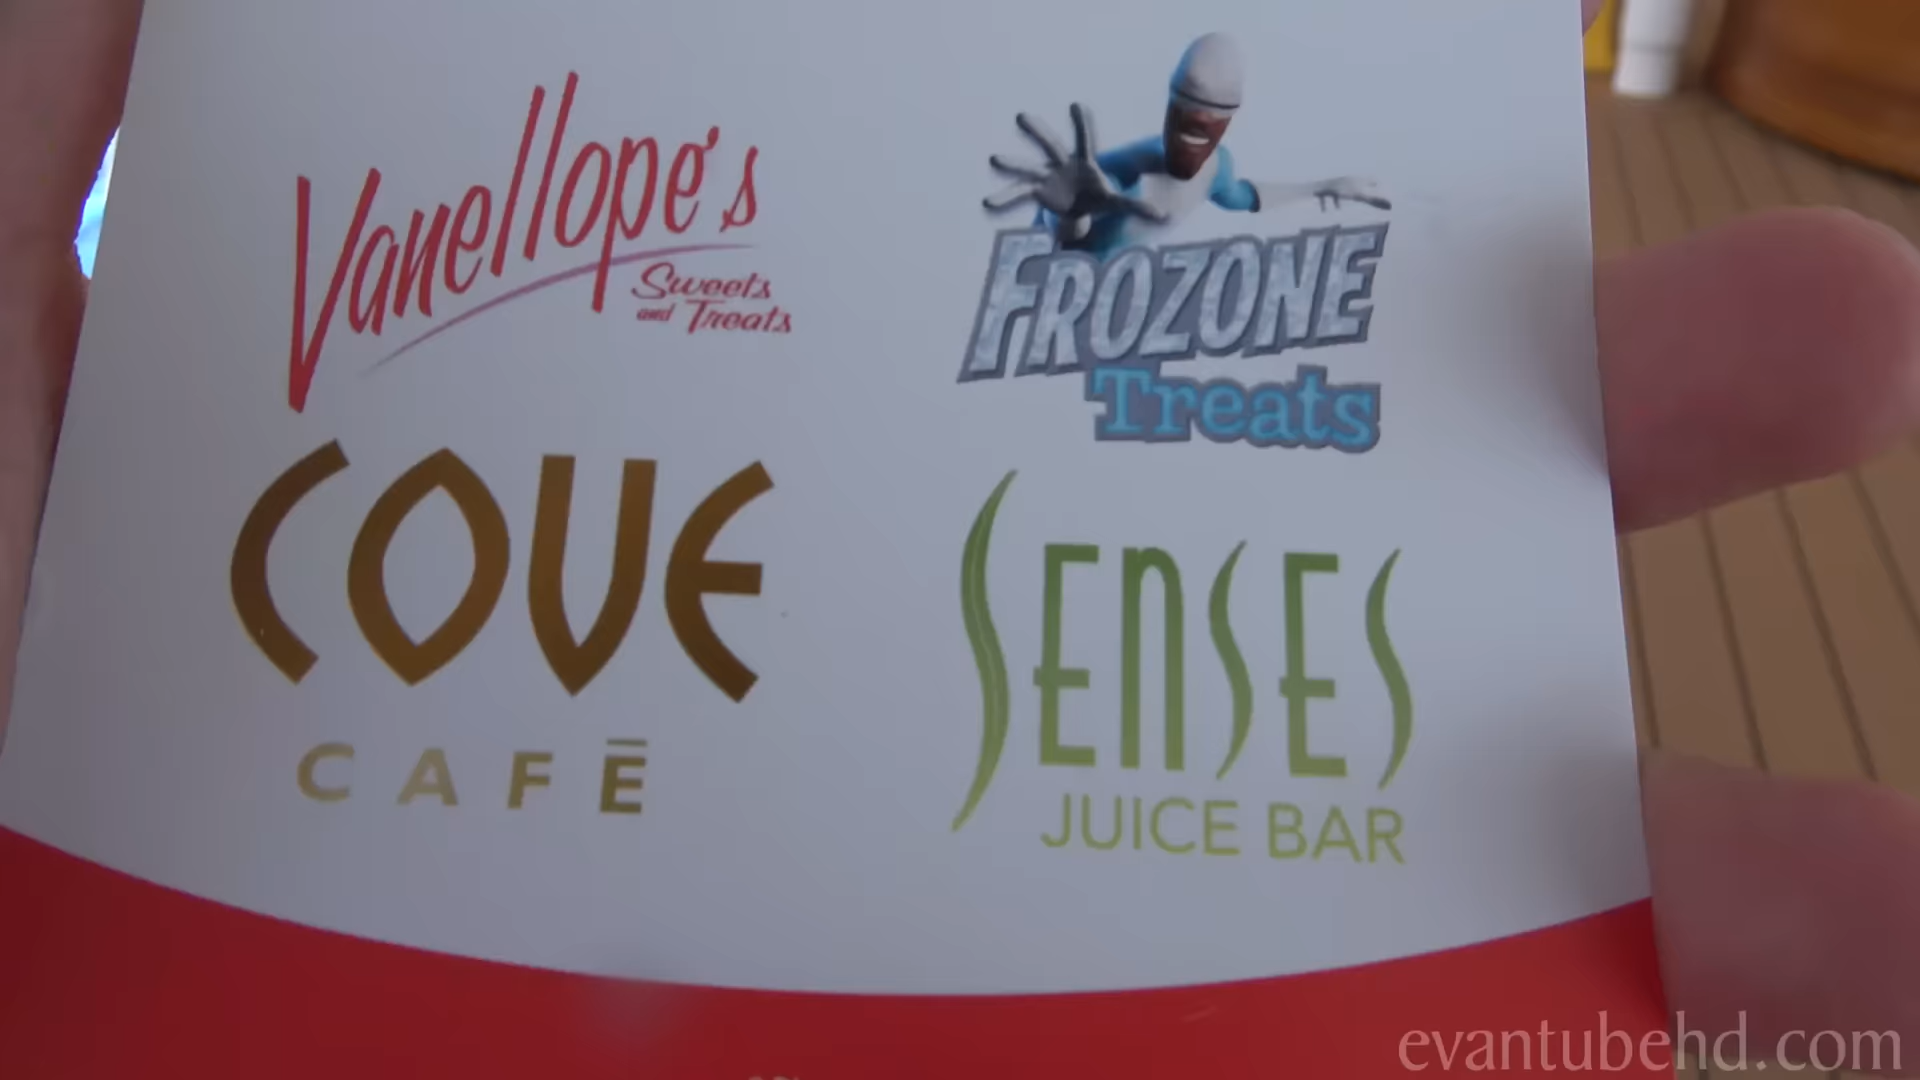 Vanellope's
Sweets
and Treats
FROZONE
Treats
COVE
CAFĒ
SENSES
JUICE BAR
evantubehd.com